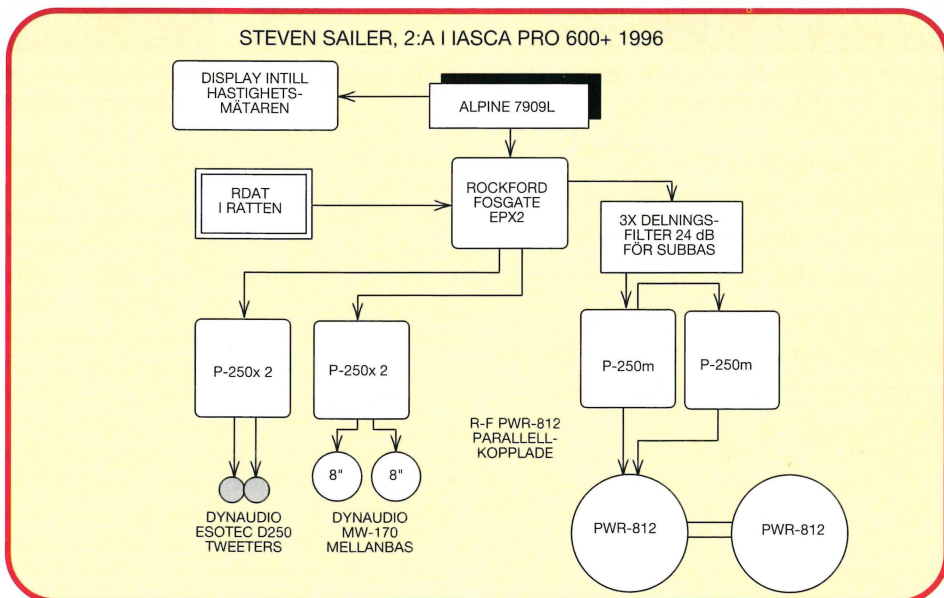 STEVEN SAILER, 2:A I IASCA PRO 600+ 1996
DISPLAY INTILL
HASTIGHETS-
MÄTAREN
ALPINE 7909L
RDAT
I RATTEN
ROCKFORD
FOSGATE
EPX2
3X DELNINGS-
FILTER 24 dB
FÖR SUBBAS
P-250x 2
P-250x 2
P-250m
P-250m
R-F PWR-812
PARALLELL-
KOPPLADE
8"
8"
DYNAUDIO
ESOTEC D250
TWEETERS
DYNAUDIO
MW-170
MELLANBAS
PWR-812
PWR-812